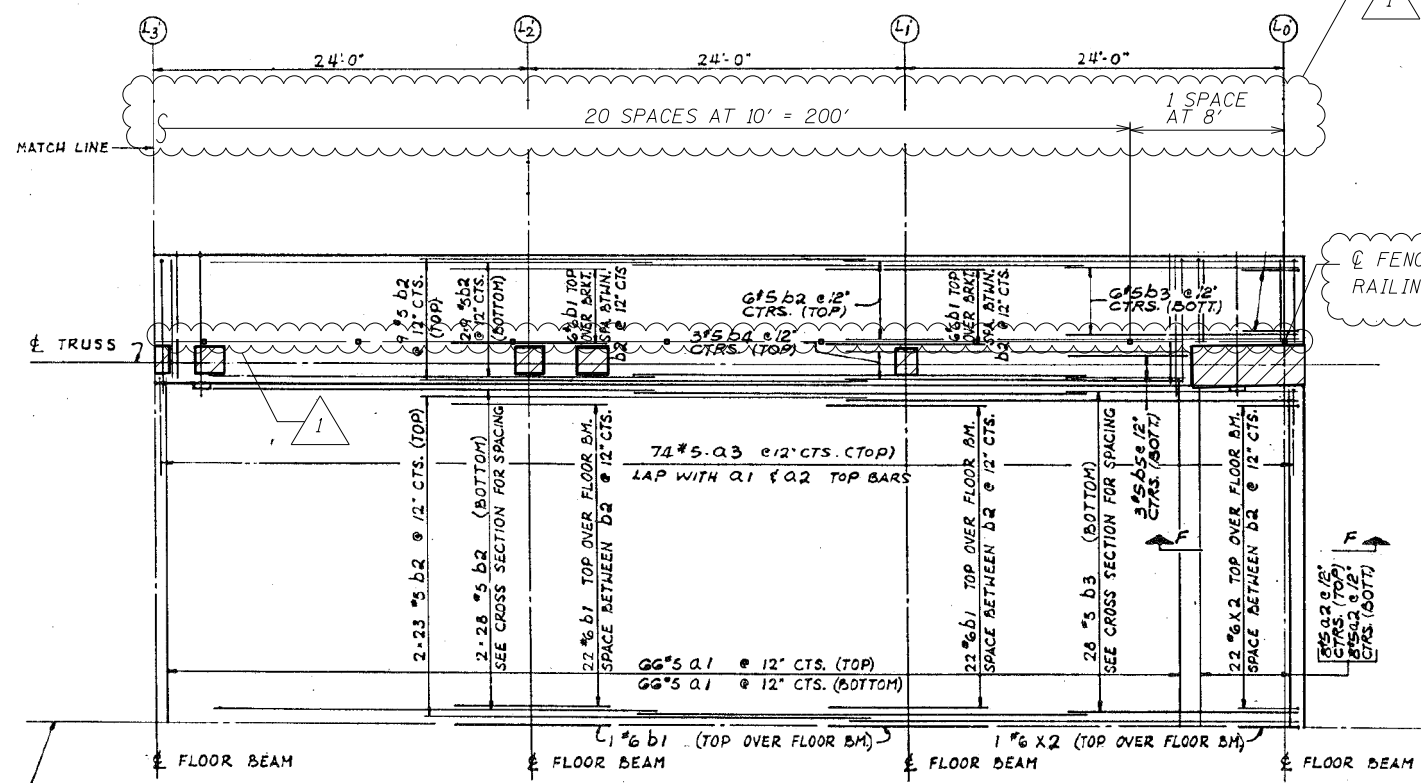 1
L3'
L2'
L1'
L0'
24'-0"
24'-0"
24'-0"
20 SPACES AT 10' = 200'
1 SPACE
AT 8'
MATCH LINE
℄ TRUSS
9 #5 b2
@ 12" CTS.
(TOP)
2-9 #5 b2
@ 12" CTS.
(BOTTOM)
6 #6 b1 TOP
OVER BRKT.
SPA. BTWN.
b2 @ 12" CTS
6 #5 b2 @ 12"
CTRS. (TOP)
3 #5 b4 @ 12"
CTRS. (TOP)
6 #6 b1 TOP
OVER BRKT.
SPA. BTWN.
b2 @ 12" CTS
6 #5 b3 @ 12"
CTRS. (BOTT.)
℄ FENC
RAILIN
1
2-23 #5 b2 @ 12" CTS. (TOP)
2-28 #5 b2 (BOTTOM)
SEE CROSS SECTION FOR SPACING
22 #6 b1 TOP OVER FLOOR BM.
SPACE BETWEEN b2 @ 12" CTS.
74 #5-a3 @ 12" CTS. (TOP)
LAP WITH a1 & a2 TOP BARS
22 #6 b1 TOP OVER FLOOR BM.
SPACE BETWEEN b2 @ 12" CTS.
28 #5 b3 (BOTTOM)
SEE CROSS SECTION FOR SPACING
3 #5 b5 @ 12"
CTRS. (BOTT.)
22 #6 X2 TOP OVER FLOOR BM.
SPACE BETWEEN b2 @ 12" CTS.
F
F
8 #5 a2 @ 12"
CTRS. (TOP)
8 #5 a2 @ 12"
CTRS. (BOTT.)
66 #5 a1 @ 12" CTS. (TOP)
66 #5 a1 @ 12" CTS. (BOTTOM)
1 #6 b1 (TOP OVER FLOOR BM.)
1 #6 X2 (TOP OVER FLOOR BM.)
℄ FLOOR BEAM
℄ FLOOR BEAM
℄ FLOOR BEAM
℄ FLOOR BEAM